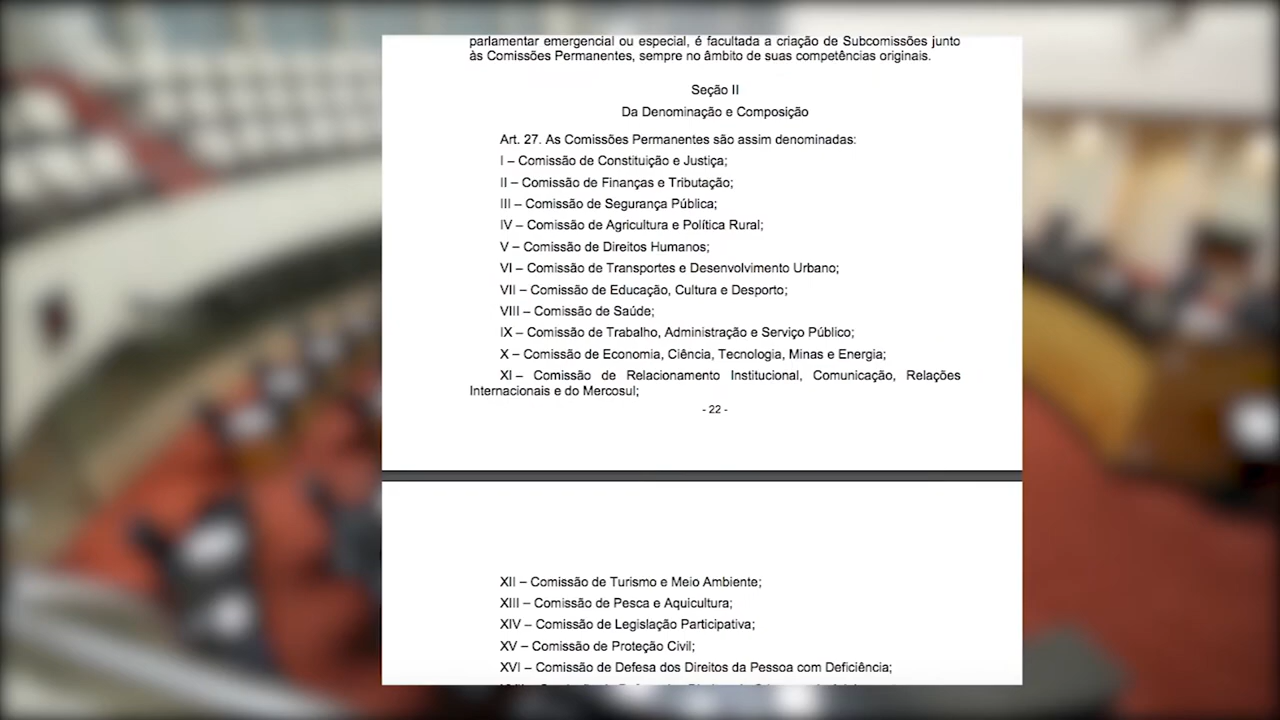 parlamentar emergencial ou especial, é facultada a criação de Subcomissões junto
às Comissões Permanentes, sempre no âmbito de suas competências originais.
Seção II
Da Denominação e Composição
Art. 27. As Comissões Permanentes são assim denominadas:
I – Comissão de Constituição e Justiça;
II – Comissão de Finanças e Tributação;
III – Comissão de Segurança Pública;
IV – Comissão de Agricultura e Política Rural;
V – Comissão de Direitos Humanos;
VI – Comissão de Transportes e Desenvolvimento Urbano;
VII – Comissão de Educação, Cultura e Desporto;
VIII – Comissão de Saúde;
IX – Comissão de Trabalho, Administração e Serviço Público;
X – Comissão de Economia, Ciência, Tecnologia, Minas e Energia;
XI – Comissão de Relacionamento Institucional, Comunicação, Relações
Internacionais e do Mercosul;
- 22 -
XII – Comissão de Turismo e Meio Ambiente;
XIII – Comissão de Pesca e Aquicultura;
XIV – Comissão de Legislação Participativa;
XV – Comissão de Proteção Civil;
XVI – Comissão de Defesa dos Direitos da Pessoa com Deficiência;